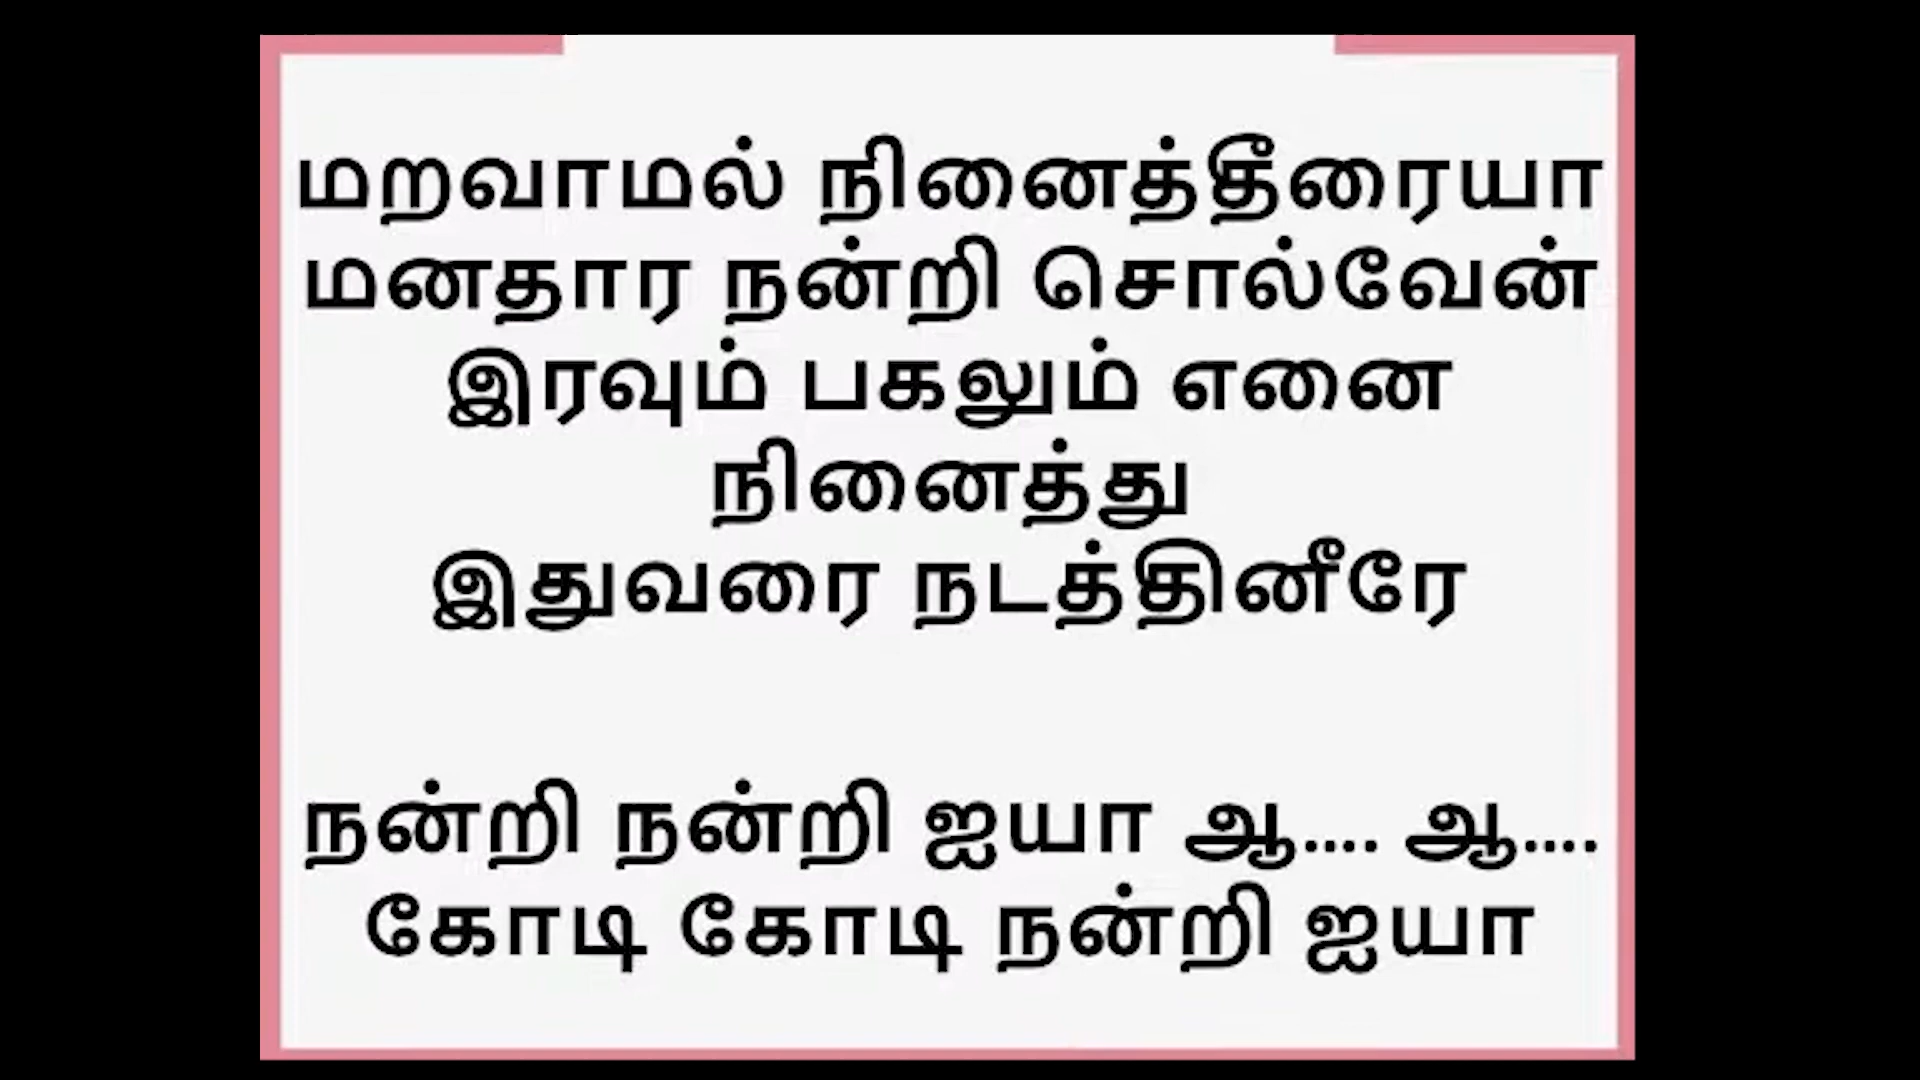 மறவாமல் நினைத்தீரையா
மனதார நன்றி சொல்வேன்
இரவும் பகலும் எனை
நினைத்து
இதுவரை நடத்தினீரே
நன்றி நன்றி ஐயா ஆ.... ஆ....
கோடி கோடி நன்றி ஐயா